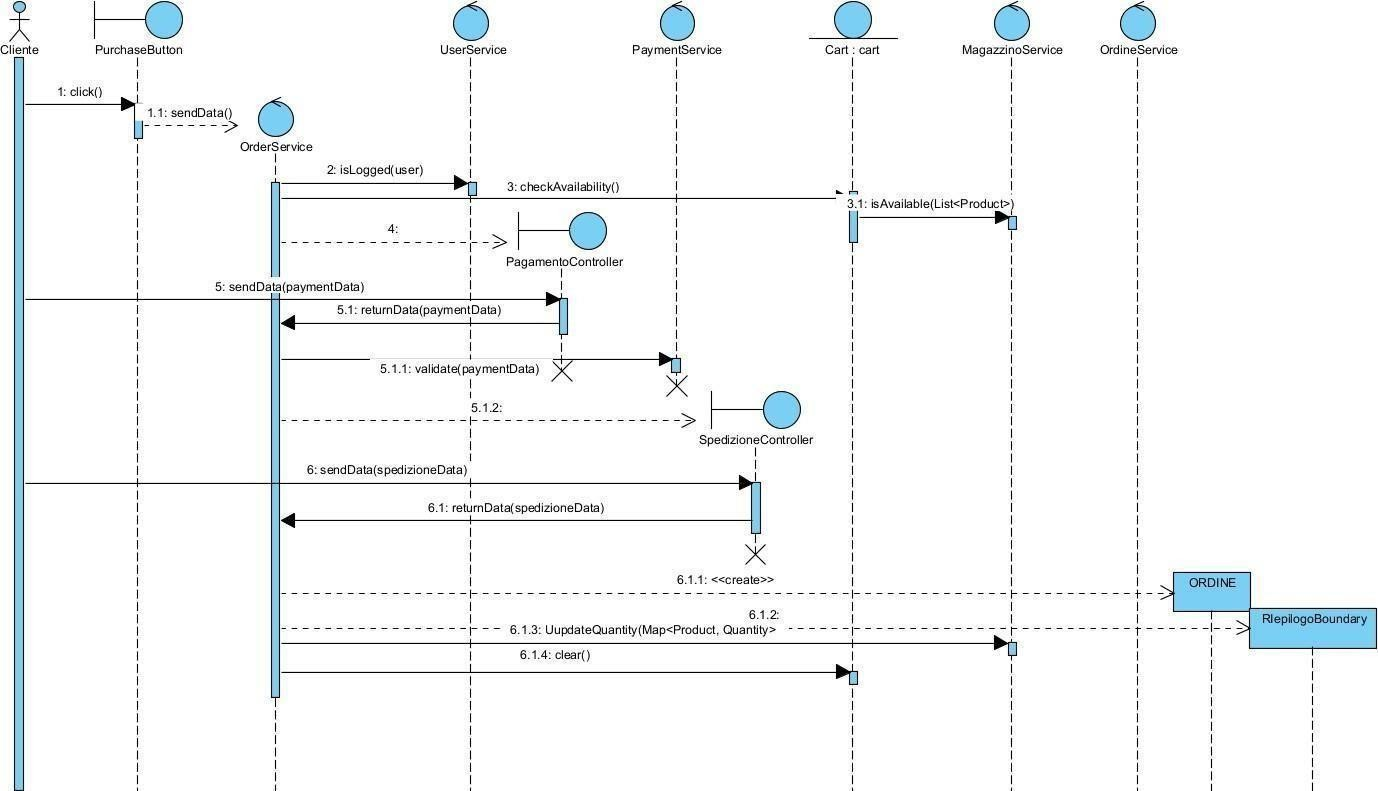 Cliente
PurchaseButton
UserService
PaymentService
Cart : cart
MagazzinoService
OrdineService
1: click()
1.1: sendData()
OrderService
2: isLogged(user)
3: checkAvailability()
3.1: isAvailable(List<Product>)
4:
PagamentoController
5: sendData(paymentData)
5.1: returnData(paymentData)
5.1.1: validate(paymentData)
5.1.2:
SpedizioneController
6: sendData(spedizioneData)
6.1: returnData(spedizioneData)
6.1.1: <<create>>
ORDINE
6.1.2:
RIepilogoBoundary
6.1.3: UupdateQuantity(Map<Product, Quantity>
6.1.4: clear()